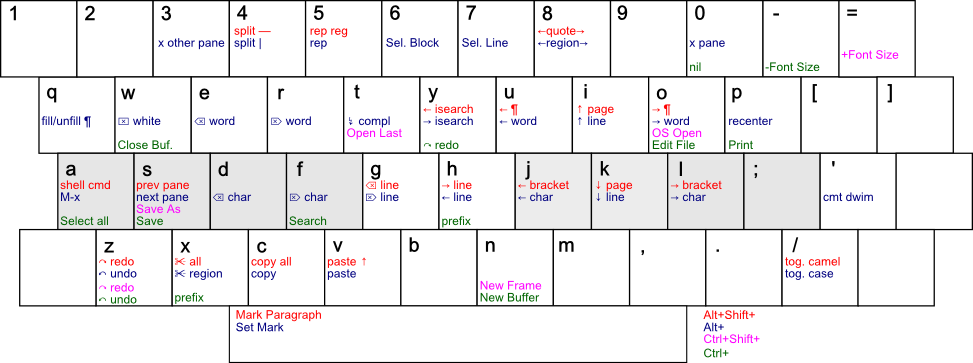 1
2
3
x other pane
4
split —
split |
5
rep reg
rep
6
Sel. Block
7
Sel. Line
8
←quote→
←region→
9
0
x pane
nil
-
-Font Size
=
+Font Size
q
fill/unfill ¶
w
⌧ white
Close Buf.
e
⌫ word
r
⌦ word
t
↯ compl
Open Last
y
← isearch
→ isearch
↷ redo
u
← ¶
← word
i
↑ page
↑ line
o
→ ¶
→ word
OS Open
Edit File
p
recenter
Print
[
]
a
shell cmd
M-x
Select all
s
prev pane
next pane
Save As
Save
d
⌫ char
f
⌦ char
Search
g
⌫ line
⌦ line
h
→ line
← line
prefix
j
← bracket
← char
k
↓ page
↓ line
l
→ bracket
→ char
;
'
cmt dwim
z
↷ redo
↶ undo
↷ redo
↶ undo
x
✂ all
✂ region
prefix
c
copy all
copy
v
paste ↑
paste
b
n
New Frame
New Buffer
m
,
.
/
tog. camel
tog. case
Mark Paragraph
Set Mark
Alt+Shift+
Alt+
Ctrl+Shift+
Ctrl+